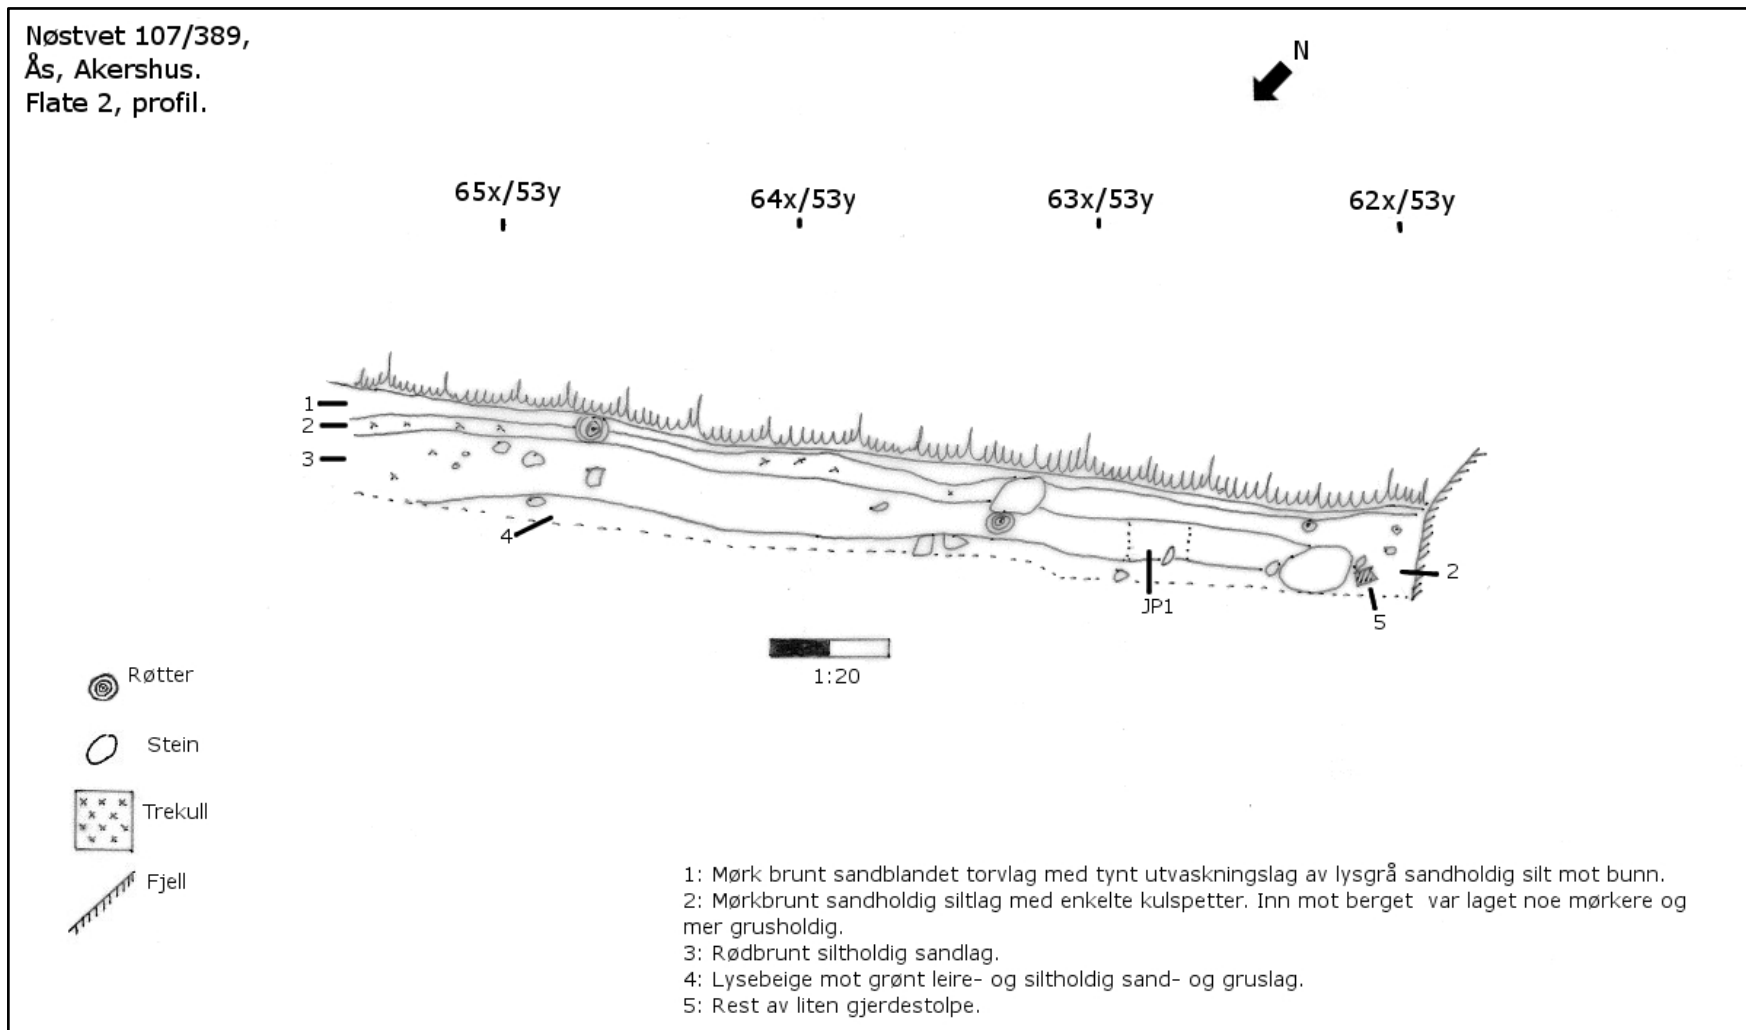 Nøstvet 107/389,
Ås, Akershus.
Flate 2, profil.
N
65x/53y
64x/53y
63x/53y
62x/53y
1
2
3
4
JP1
2
5
1:20
Røtter
Stein
Trekull
Fjell
1: Mørk brunt sandblandet torvlag med tynt utvaskningslag av lysgrå sandholdig silt mot bunn.
2: Mørkbrunt sandholdig siltlag med enkelte kulspetter. Inn mot berget var laget noe mørkere og
mer grusholdig.
3: Rødbrunt siltholdig sandlag.
4: Lysebeige mot grønt leire- og siltholdig sand- og gruslag.
5: Rest av liten gjerdestolpe.